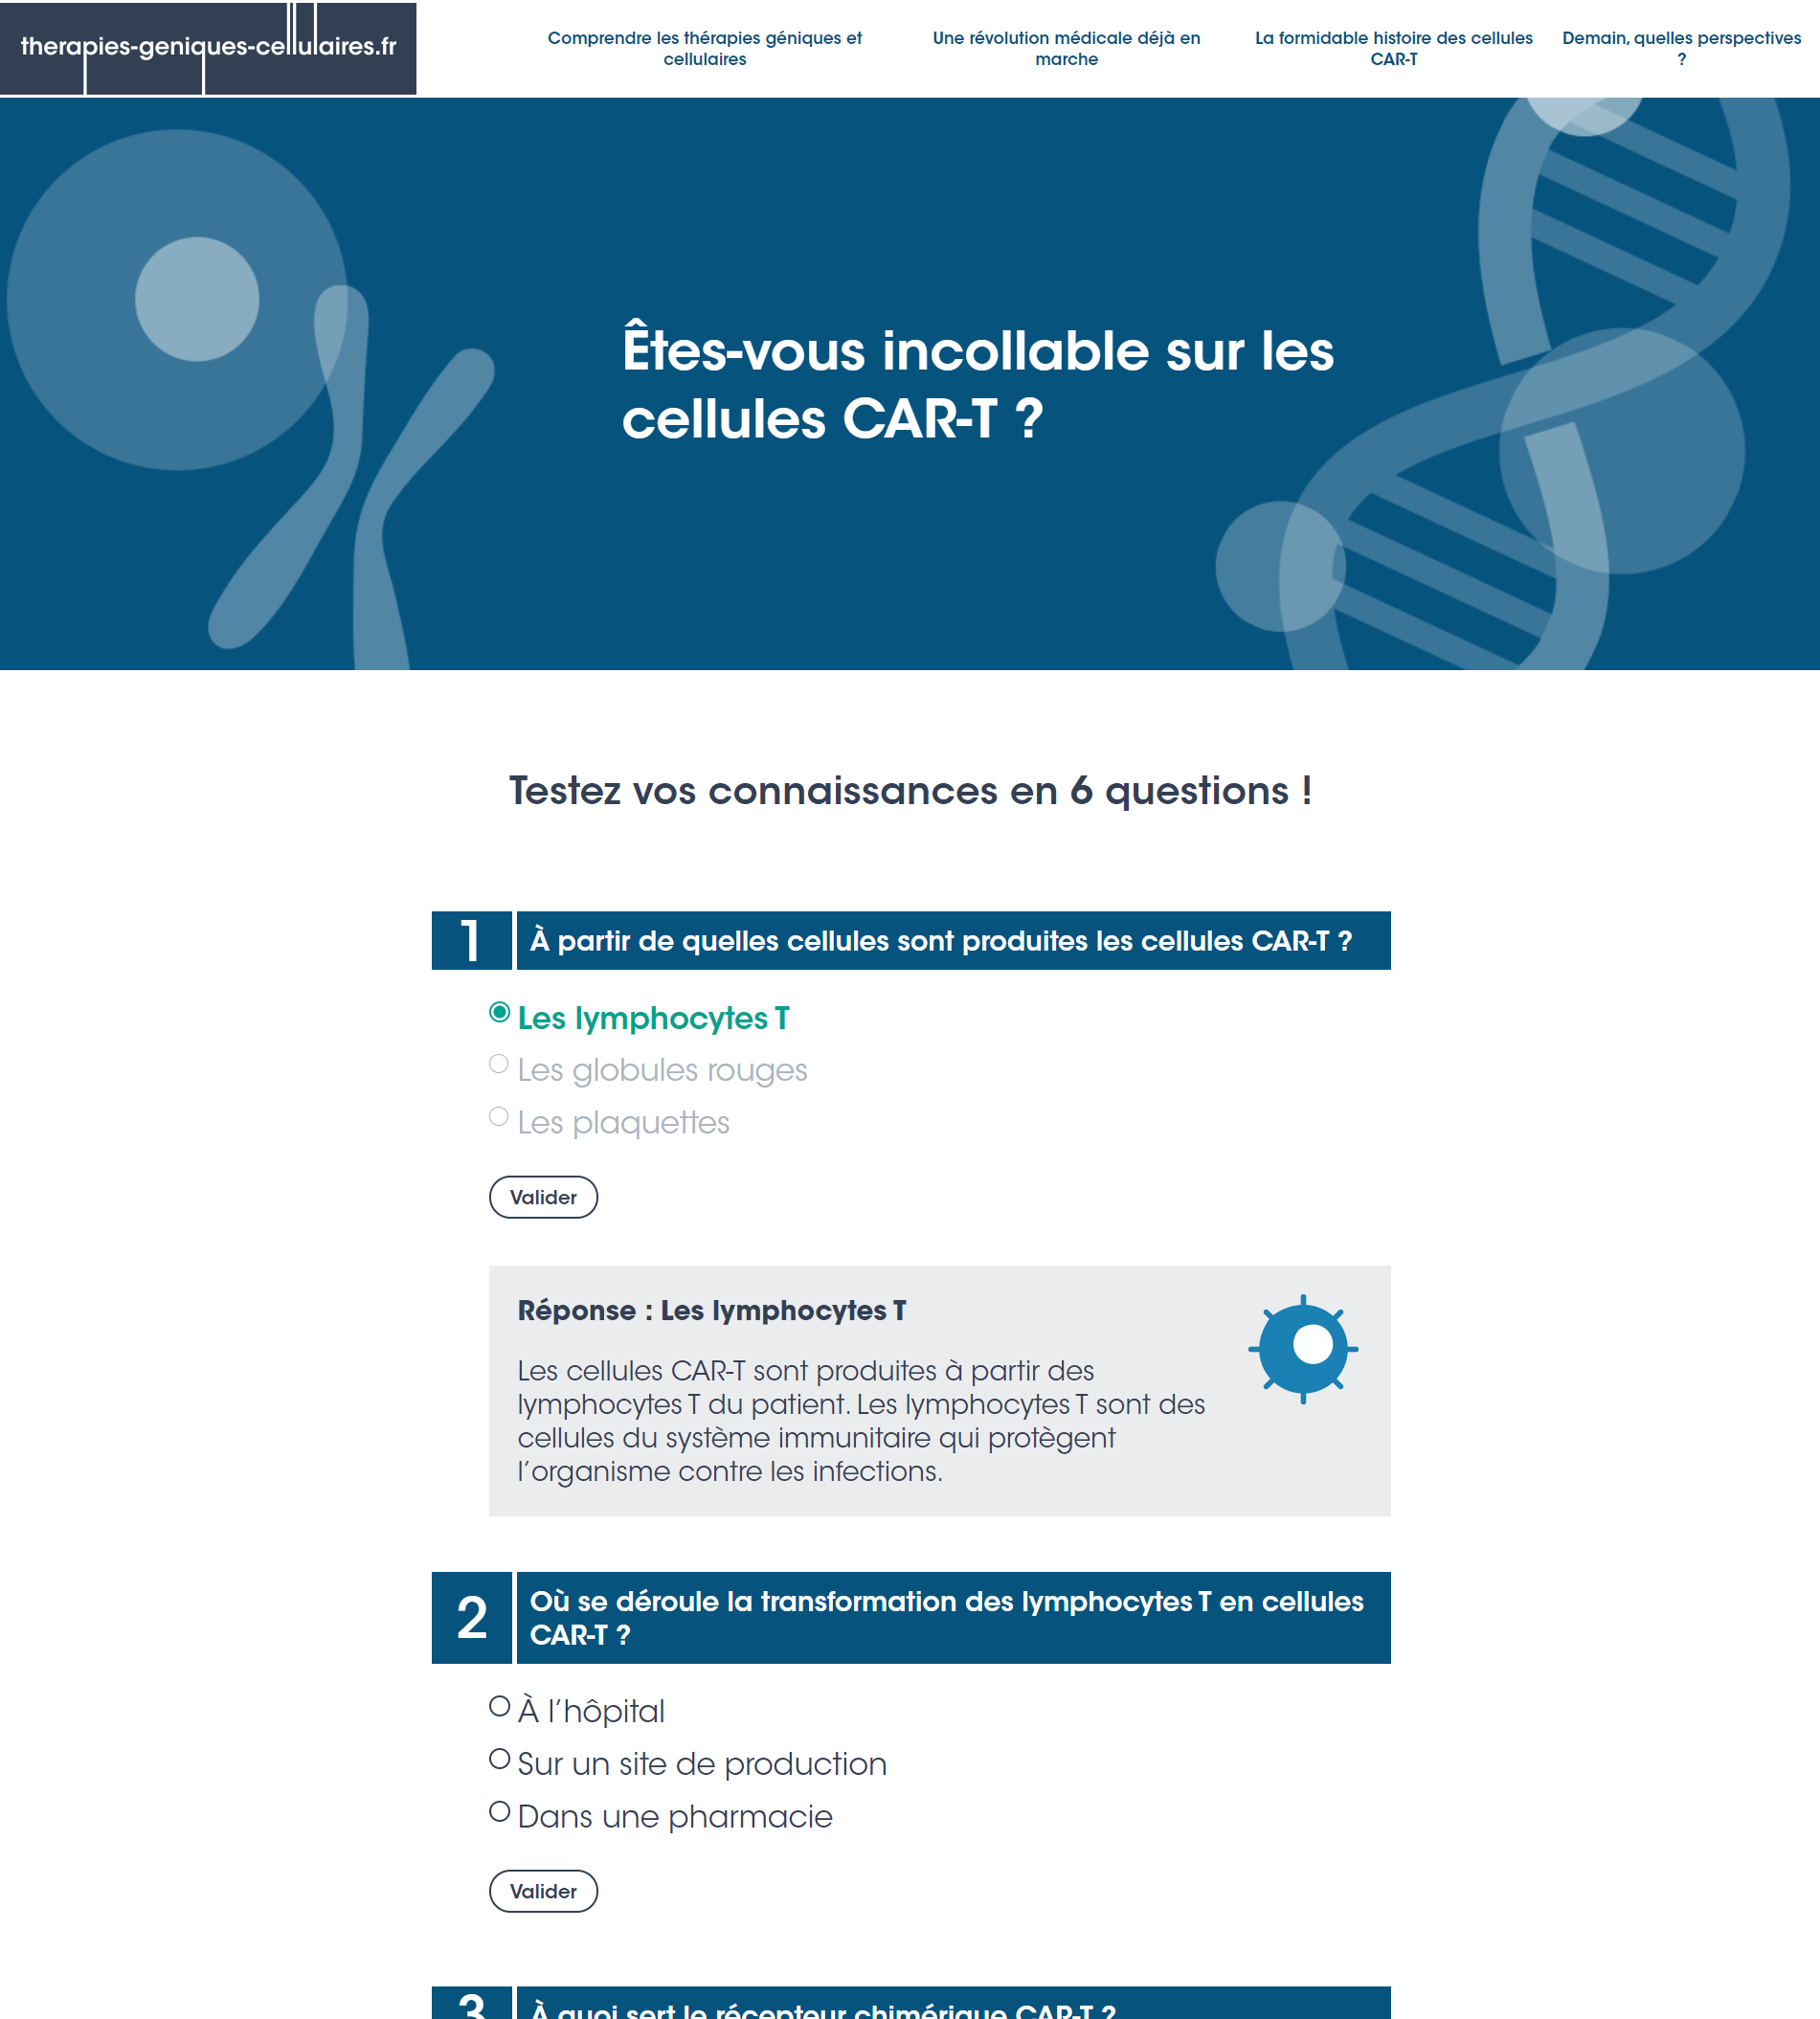 therapies-geniques-cellulaires.fr
Comprendre les thérapies géniques et
cellulaires
Une révolution médicale déjà en
marche
La formidable histoire des cellules
CAR-T
Demain, quelles perspectives
?
Êtes-vous incollable sur les
cellules CAR-T ?
Testez vos connaissances en 6 questions !
1
À partir de quelles cellules sont produites les cellules CAR-T ?
Les lymphocytes T
Les globules rouges
Les plaquettes
Valider
Réponse : Les lymphocytes T
Les cellules CAR-T sont produites à partir des
lymphocytes T du patient. Les lymphocytes T sont des
cellules du système immunitaire qui protègent
l’organisme contre les infections.
2
Où se déroule la transformation des lymphocytes T en cellules
CAR-T ?
À l’hôpital
Sur un site de production
Dans une pharmacie
Valider
3
À quoi sert le récepteur chimérique CAR-T ?